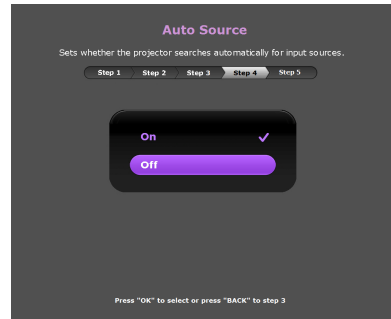 Auto Source
Sets whether the projector searches automatically for input sources.
Step 1 Step 2 Step 3 Step 4 Step 5
On
Off
Press "OK" to select or press "BACK" to step 3